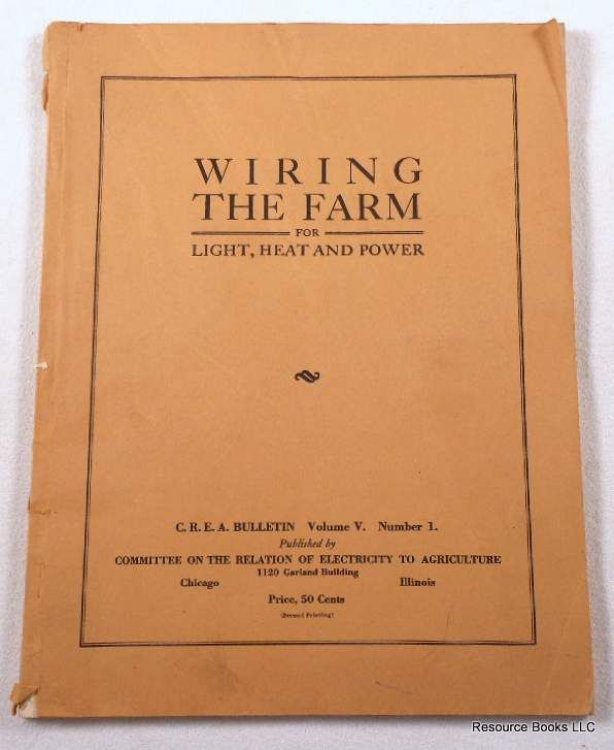 WIRING
THE FARM
FOR
LIGHT, HEAT AND POWER
C. R. E. A. BULLETIN Volume V. Number 1.
Published by
COMMITTEE ON THE RELATION OF ELECTRICITY TO AGRICULTURE
1120 Garland Building
Chicago Illinois
Price, 50 Cents
(Second Printing)
Resource Books LLC